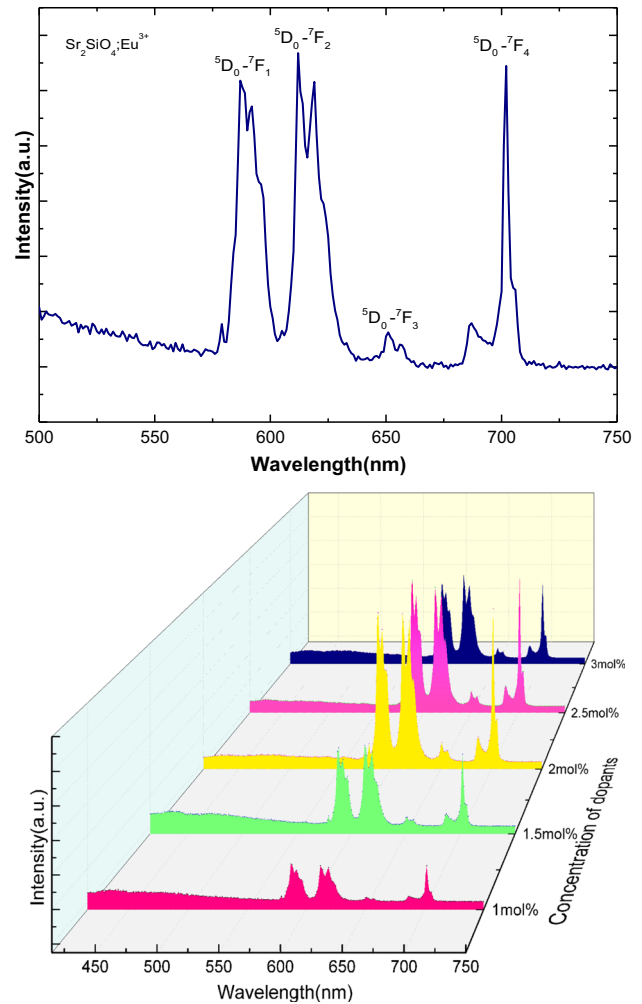 Sr₂SiO₄;Eu³⁺
⁵D₀-⁷F₁
⁵D₀-⁷F₂
⁵D₀-⁷F₃
⁵D₀-⁷F₄
Intensity(a.u.)
500 550 600 650 700 750
Wavelength(nm)
3mol%
2.5mol%
2mol%
1.5mol%
1mol%
Concentration of dopants
Intensity(a.u.)
450 500 550 600 650 700 750
Wavelength(nm)